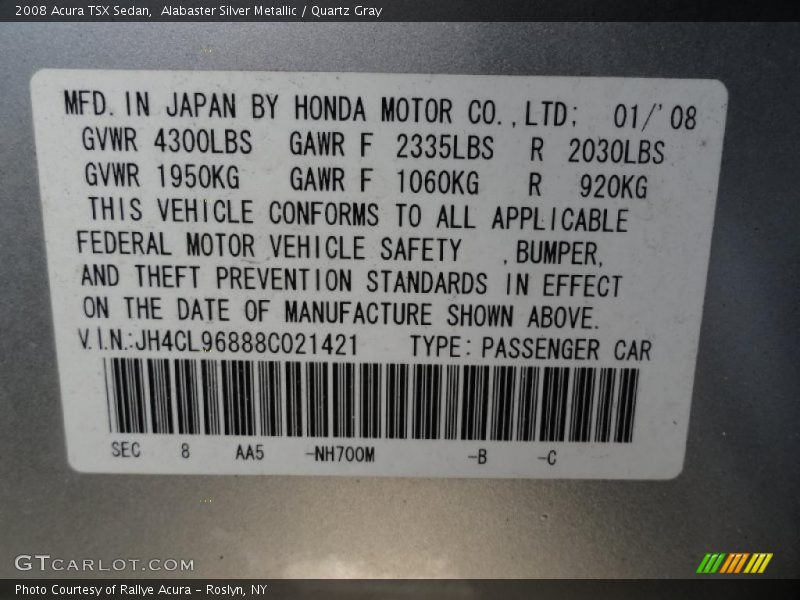 2008 Acura TSX Sedan,  Alabaster Silver Metallic / Quartz Gray
MFD. IN JAPAN BY HONDA MOTOR CO., LTD; 01/'08
GVWR 4300LBS GAWR F 2335LBS R 2030LBS
GVWR 1950KG GAWR F 1060KG R 920KG
THIS VEHICLE CONFORMS TO ALL APPLICABLE
FEDERAL MOTOR VEHICLE SAFETY , BUMPER,
AND THEFT PREVENTION STANDARDS IN EFFECT
ON THE DATE OF MANUFACTURE SHOWN ABOVE.
V.I.N.:JH4CL96888C021421 TYPE: PASSENGER CAR
SEC 8 AA5 -NH700M -B -C
GTCARLOT.COM
Photo Courtesy of Rallye Acura - Roslyn, NY